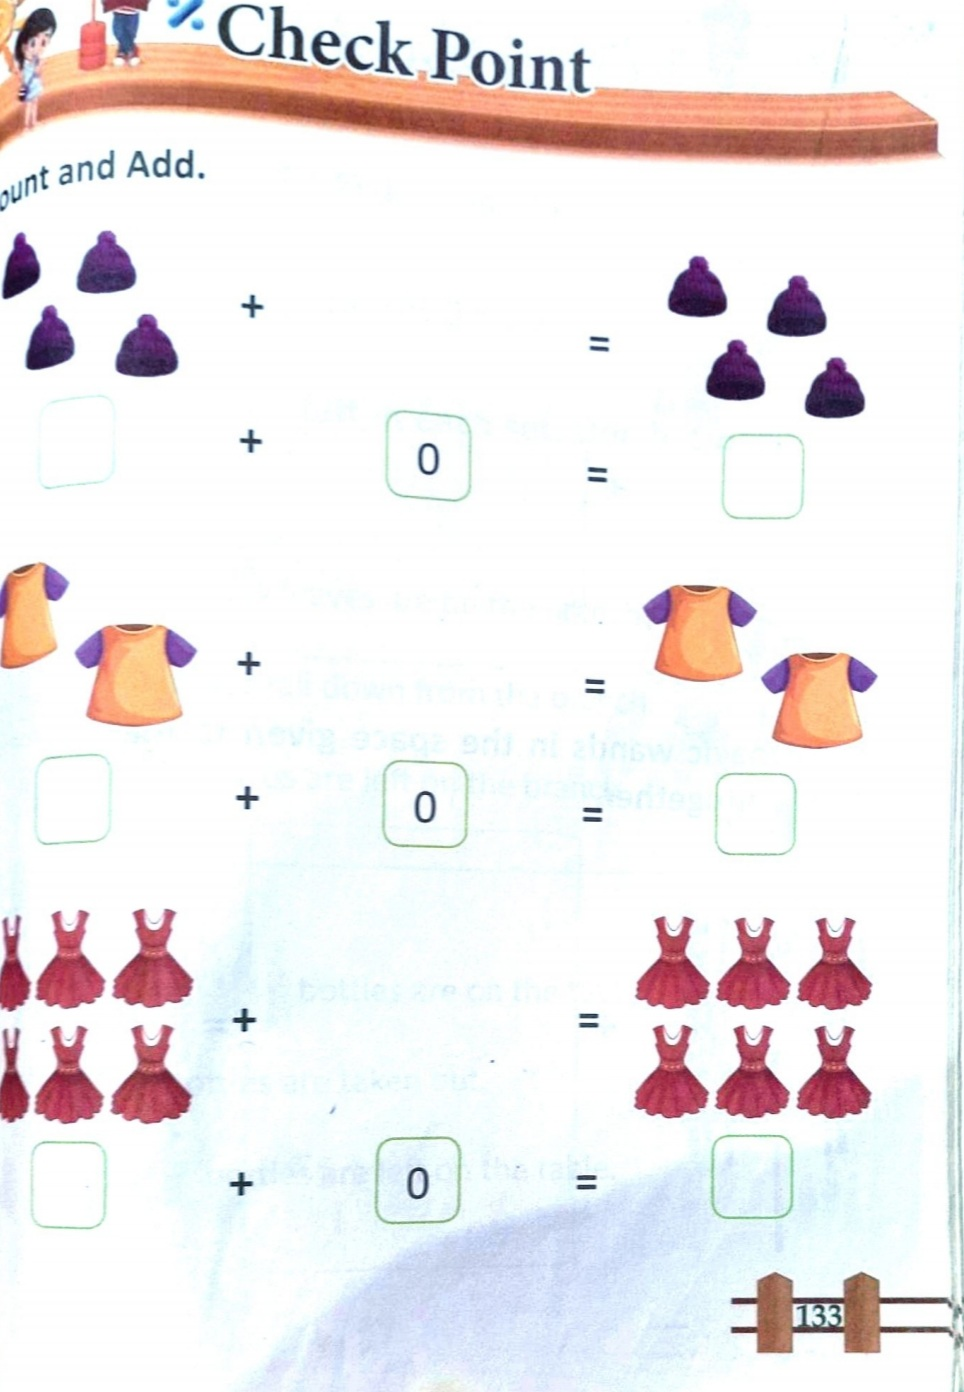 Check Point
ount and Add.
+ =
+ 0 =
+ =
+ 0 =
+ =
+ 0 =
133